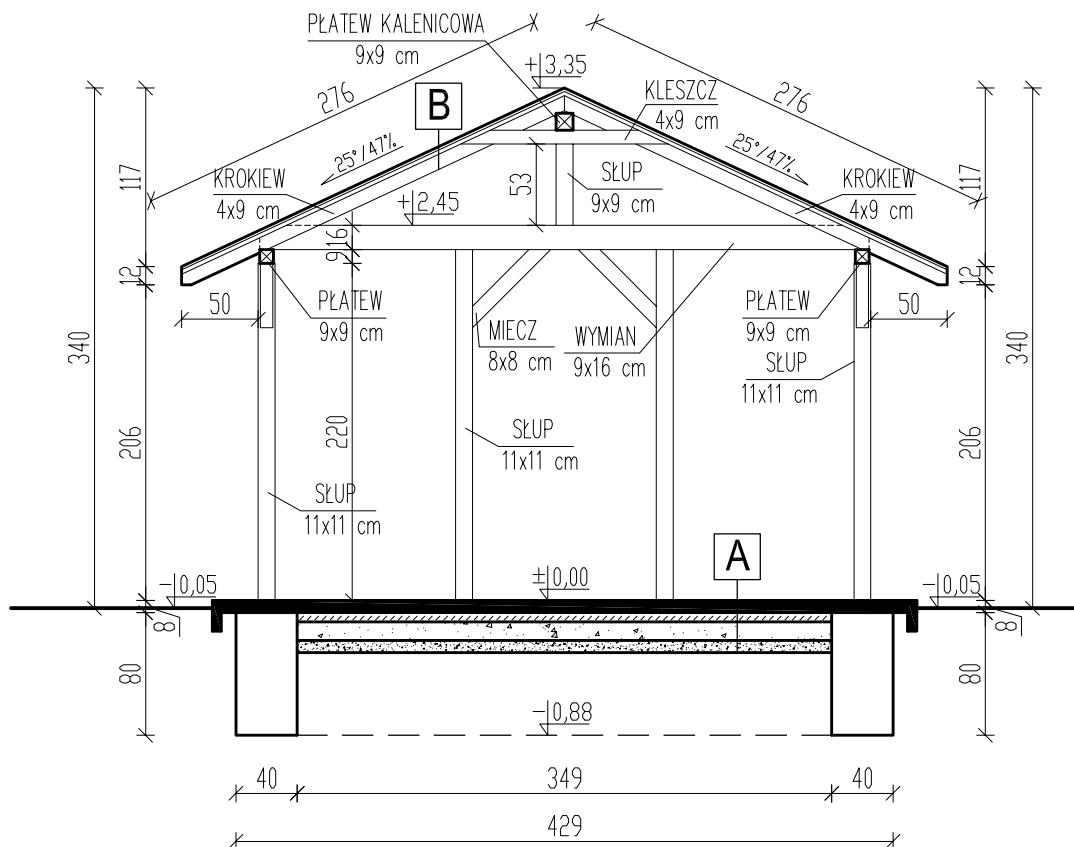 PŁATEW KALENICOWA
9x9 cm
+3,35
276
276
B
KLESZCZ
4x9 cm
25°/47%
25°/47%
117
117
KROKIEW
4x9 cm
53
SŁUP
9x9 cm
KROKIEW
4x9 cm
+2,45
16
9
12
12
50
PŁATEW
9x9 cm
PŁATEW
9x9 cm
50
MIECZ
8x8 cm
WYMIAN
9x16 cm
SŁUP
11x11 cm
340
340
206
220
206
SŁUP
11x11 cm
SŁUP
11x11 cm
A
-0,05
±0,00
-0,05
8
8
80
80
-0,88
40
349
40
429